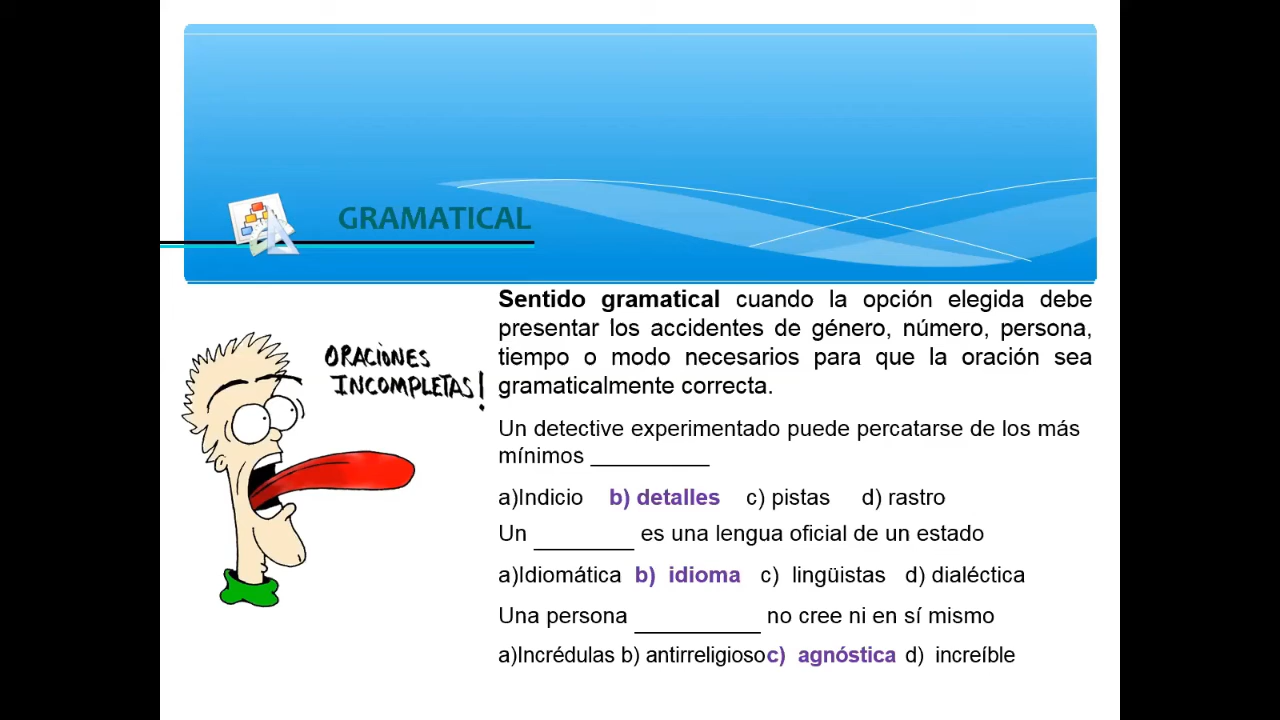 GRAMATICAL
ORACIONES
INCOMPLETAS!
Sentido gramatical cuando la opción elegida debe
presentar los accidentes de género, número, persona,
tiempo o modo necesarios para que la oración sea
gramaticalmente correcta.
Un detective experimentado puede percatarse de los más
mínimos __________
a)Indicio b) detalles c) pistas d) rastro
Un ________ es una lengua oficial de un estado
a)Idiomática b) idioma c) lingüistas d) dialéctica
Una persona __________ no cree ni en sí mismo
a)Incrédulas b) antirreligiosoc) agnóstica d) increíble